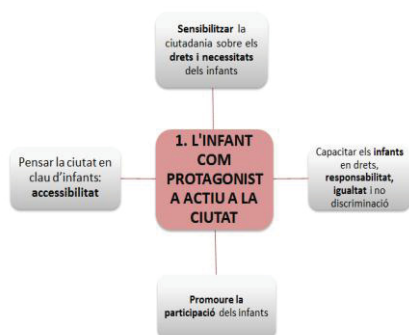 Sensibilitzar la
ciutadania sobre els
drets i necessitats
dels infants
Pensar la ciutat en
clau d'infants:
accessibilitat
1. L'INFANT
COM
PROTAGONIST
A ACTIU A LA
CIUTAT
Capacitar els infants
en drets,
responsabilitat,
igualtat i no
discriminació
Promoure la
participació dels infants